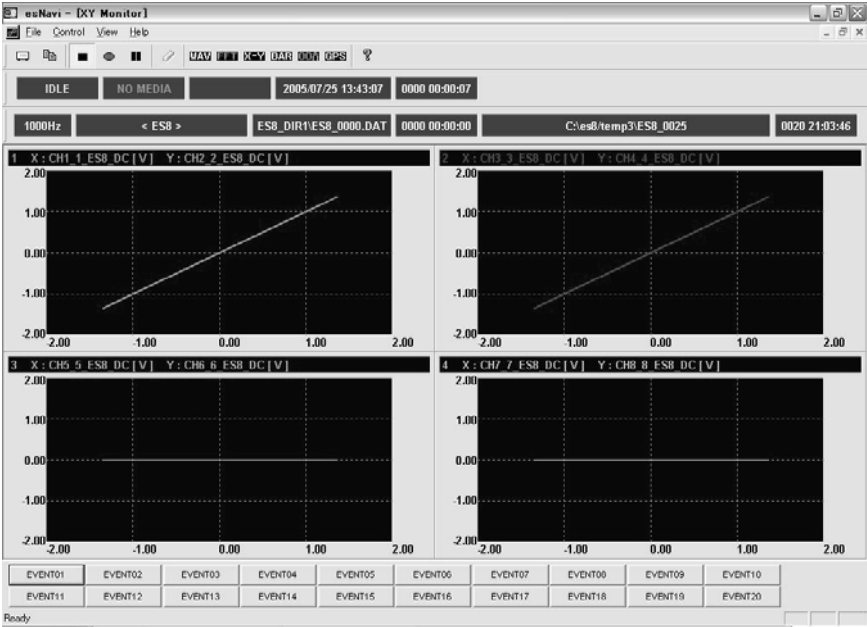 esNavi - [XY Monitor]
File Control View Help
WAV FFT X-Y DAR GPS ?
IDLE NO MEDIA 2005/07/25 13:43:07 0000 00:00:07
1000Hz < ES8 > ES8_DIR1\ES8_0000.DAT 0000 00:00:00 C:\es8/temp3\ES8_0025 0020 21:03:46
1 X : CH1_1_ES8_DC [ V ] Y : CH2_2_ES8_DC [ V ]
2.00
1.00
0.00
-1.00
-2.00
-2.00 -1.00 0.00 1.00 2.00
2 X : CH3_3_ES8_DC [ V ] Y : CH4_4_ES8_DC [ V ]
2.00
1.00
0.00
-1.00
-2.00
-2.00 -1.00 0.00 1.00 2.00
3 X : CH5_5_ES8_DC [ V ] Y : CH6_6_ES8_DC [ V ]
2.00
1.00
0.00
-1.00
-2.00
-2.00 -1.00 0.00 1.00 2.00
4 X : CH7_7_ES8_DC [ V ] Y : CH8_8_ES8_DC [ V ]
2.00
1.00
0.00
-1.00
-2.00
-2.00 -1.00 0.00 1.00 2.00
EVENT01 EVENT02 EVENT03 EVENT04 EVENT05 EVENT06 EVENT07 EVENT08 EVENT09 EVENT10
EVENT11 EVENT12 EVENT13 EVENT14 EVENT15 EVENT16 EVENT17 EVENT18 EVENT19 EVENT20
Ready